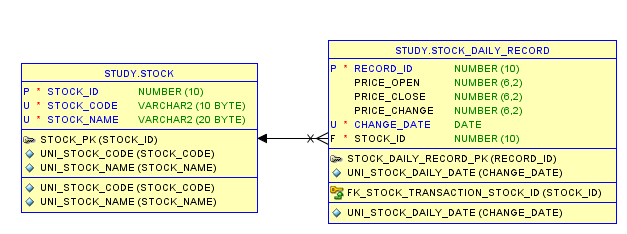 STUDY.STOCK
P * STOCK_ID NUMBER (10)
U * STOCK_CODE VARCHAR2 (10 BYTE)
U * STOCK_NAME VARCHAR2 (20 BYTE)
STOCK_PK (STOCK_ID)
UNI_STOCK_CODE (STOCK_CODE)
UNI_STOCK_NAME (STOCK_NAME)
UNI_STOCK_CODE (STOCK_CODE)
UNI_STOCK_NAME (STOCK_NAME)
STUDY.STOCK_DAILY_RECORD
P * RECORD_ID NUMBER (10)
PRICE_OPEN NUMBER (6,2)
PRICE_CLOSE NUMBER (6,2)
PRICE_CHANGE NUMBER (6,2)
U * CHANGE_DATE DATE
F * STOCK_ID NUMBER (10)
STOCK_DAILY_RECORD_PK (RECORD_ID)
UNI_STOCK_DAILY_DATE (CHANGE_DATE)
FK_STOCK_TRANSACTION_STOCK_ID (STOCK_ID)
UNI_STOCK_DAILY_DATE (CHANGE_DATE)